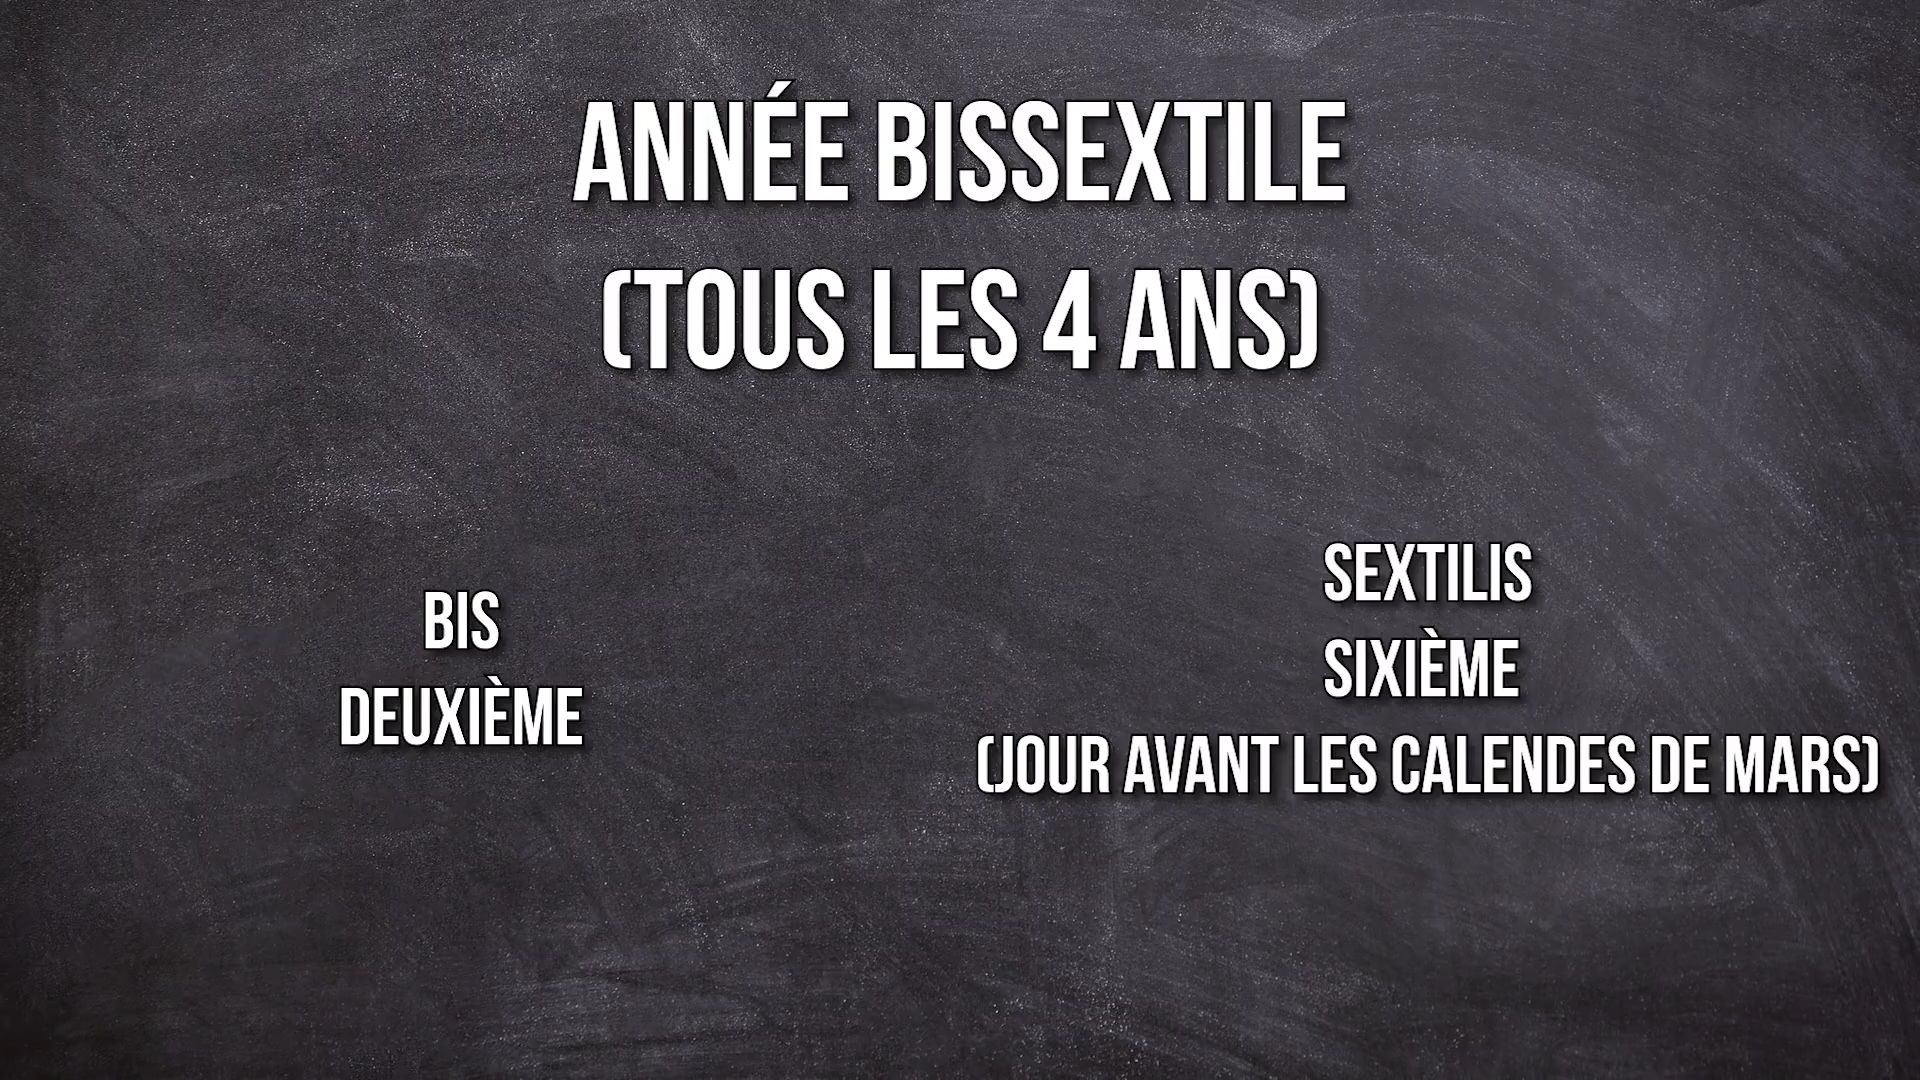 ANNÉE BISSEXTILE
(TOUS LES 4 ANS)
BIS
DEUXIÈME
SEXTILIS
SIXIÈME
(JOUR AVANT LES CALENDES DE MARS)